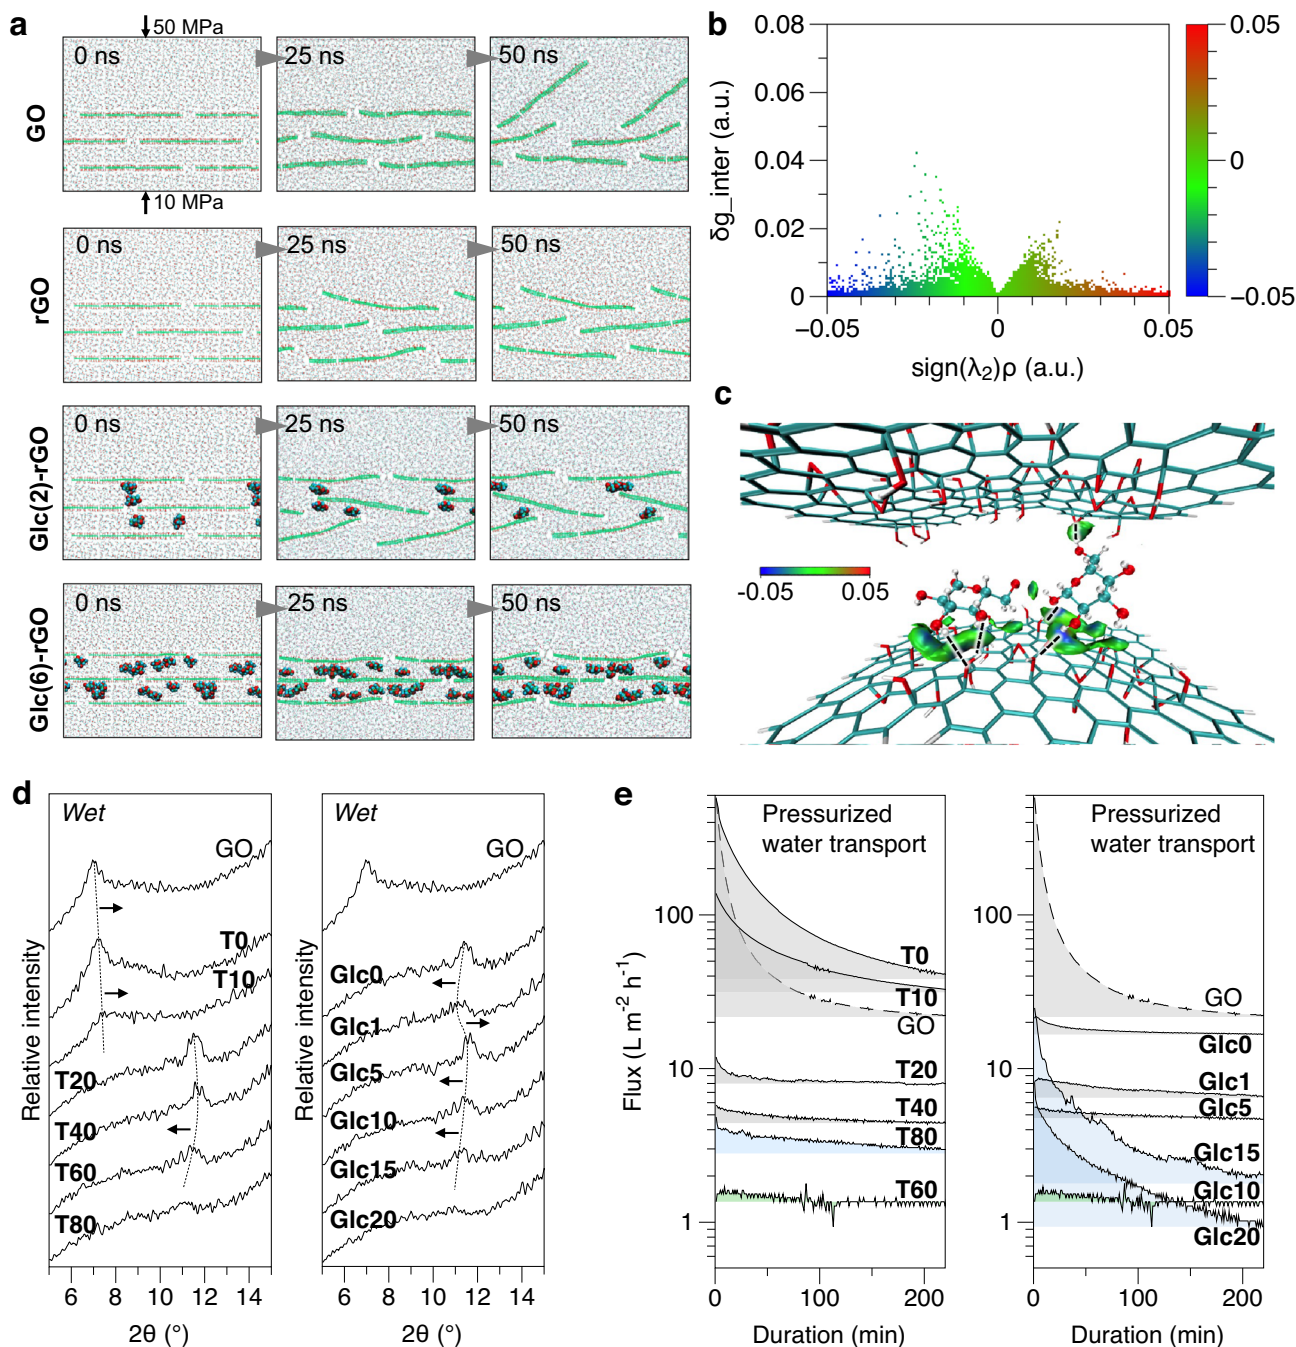 a
50 MPa
GO
0 ns
25 ns
50 ns
10 MPa
rGO
0 ns
25 ns
50 ns
Glc(2)-rGO
0 ns
25 ns
50 ns
Glc(6)-rGO
0 ns
25 ns
50 ns
b
δg_inter (a.u.)
0.08
0.06
0.04
0.02
0
−0.05
0
0.05
sign(λ₂)ρ (a.u.)
0.05
0
−0.05
c
-0.05
0.05
d
Relative intensity
Wet
GO
T0
T10
T20
T40
T60
T80
6
8
10
12
14
2θ (°)
Relative intensity
Wet
GO
Glc0
Glc1
Glc5
Glc10
Glc15
Glc20
6
8
10
12
14
2θ (°)
e
Flux (L m⁻² h⁻¹)
Pressurized
water transport
100
10
1
T0
T10
GO
T20
T40
T80
T60
0
100
200
Duration (min)
Pressurized
water transport
100
10
1
GO
Glc0
Glc1
Glc5
Glc15
Glc10
Glc20
0
100
200
Duration (min)